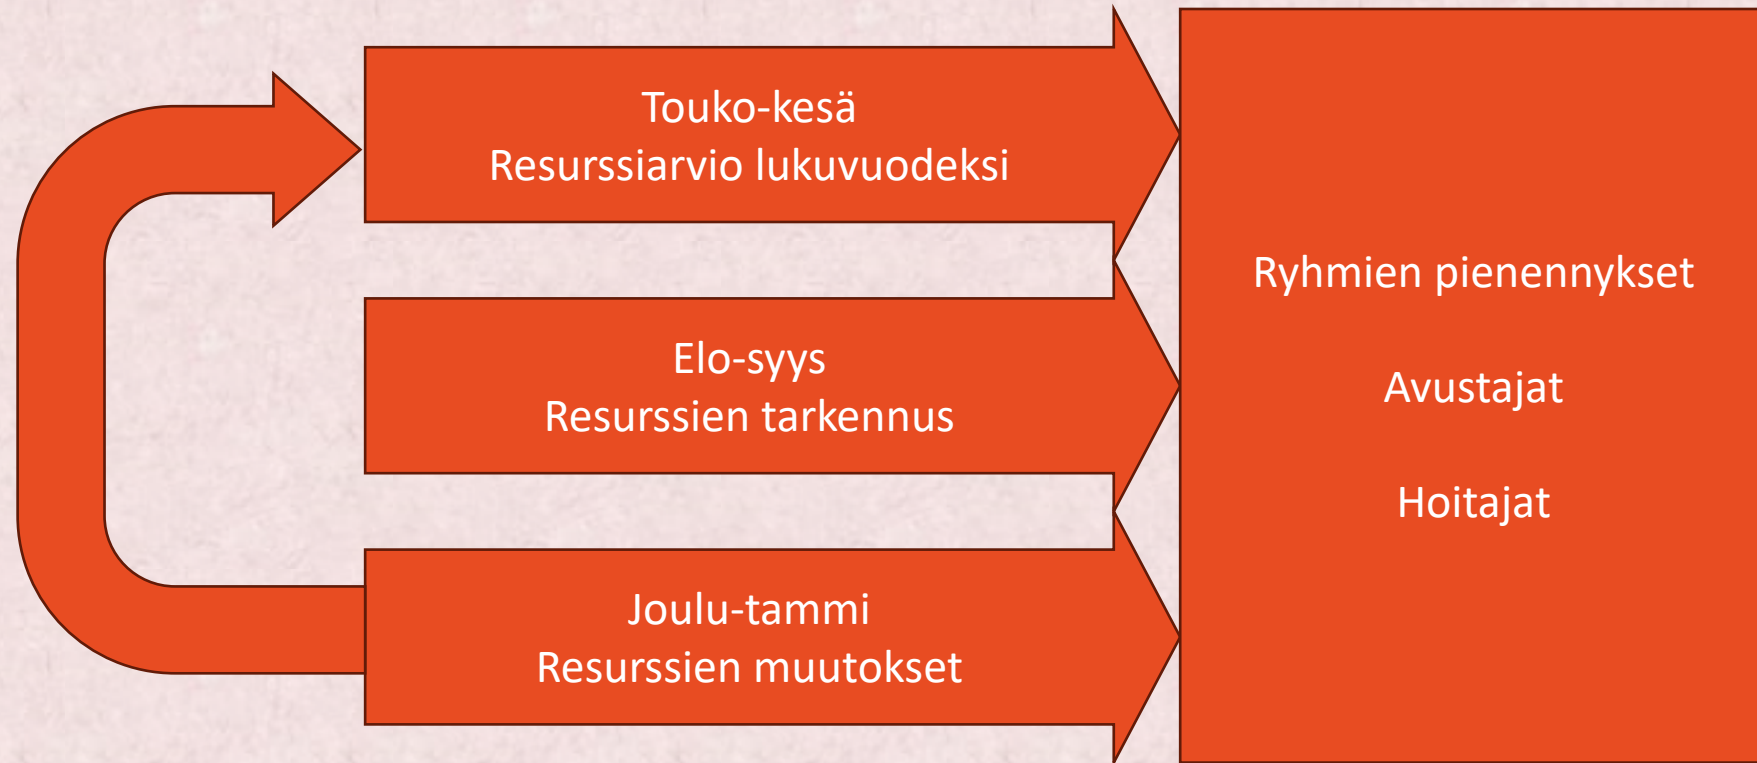 Touko-kesä
Resurssiarvio lukuvuodeksi
Elo-syys
Resurssien tarkennus
Joulu-tammi
Resurssien muutokset
Ryhmien pienennykset
Avustajat
Hoitajat